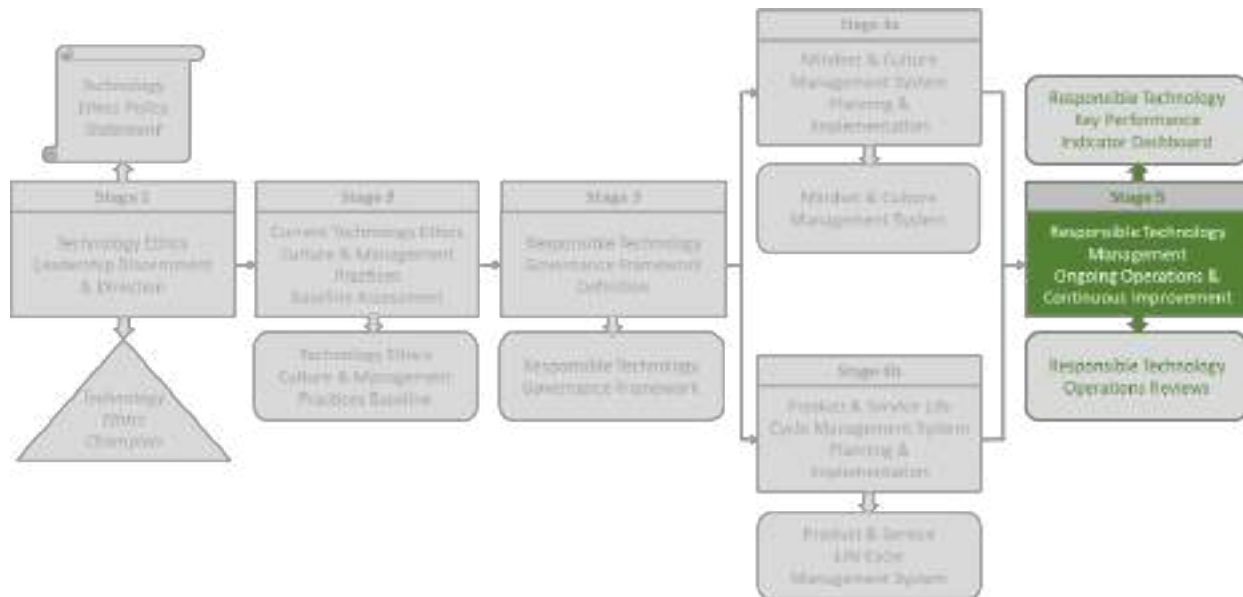 Technology
Ethics Policy
Statement
Stage 1
Technology Ethics
Leadership Discernment
& Direction
Technology
Ethics
Champion
Stage 2
Current Technology Ethics
Culture & Management
Practices
Baseline Assessment
Technology Ethics
Culture & Management
Practices Baseline
Stage 3
Responsible Technology
Governance Framework
Definition
Responsible Technology
Governance Framework
Stage 4a
Mindset & Culture
Management System
Planning &
Implementation
Mindset & Culture
Management System
Stage 4b
Product & Service Life
Cycle Management System
Planning &
Implementation
Product & Service
Life Cycle
Management System
Responsible Technology
Key Performance
Indicator Dashboard
Stage 5
Responsible Technology
Management
Ongoing Operations &
Continuous Improvement
Responsible Technology
Operations Reviews